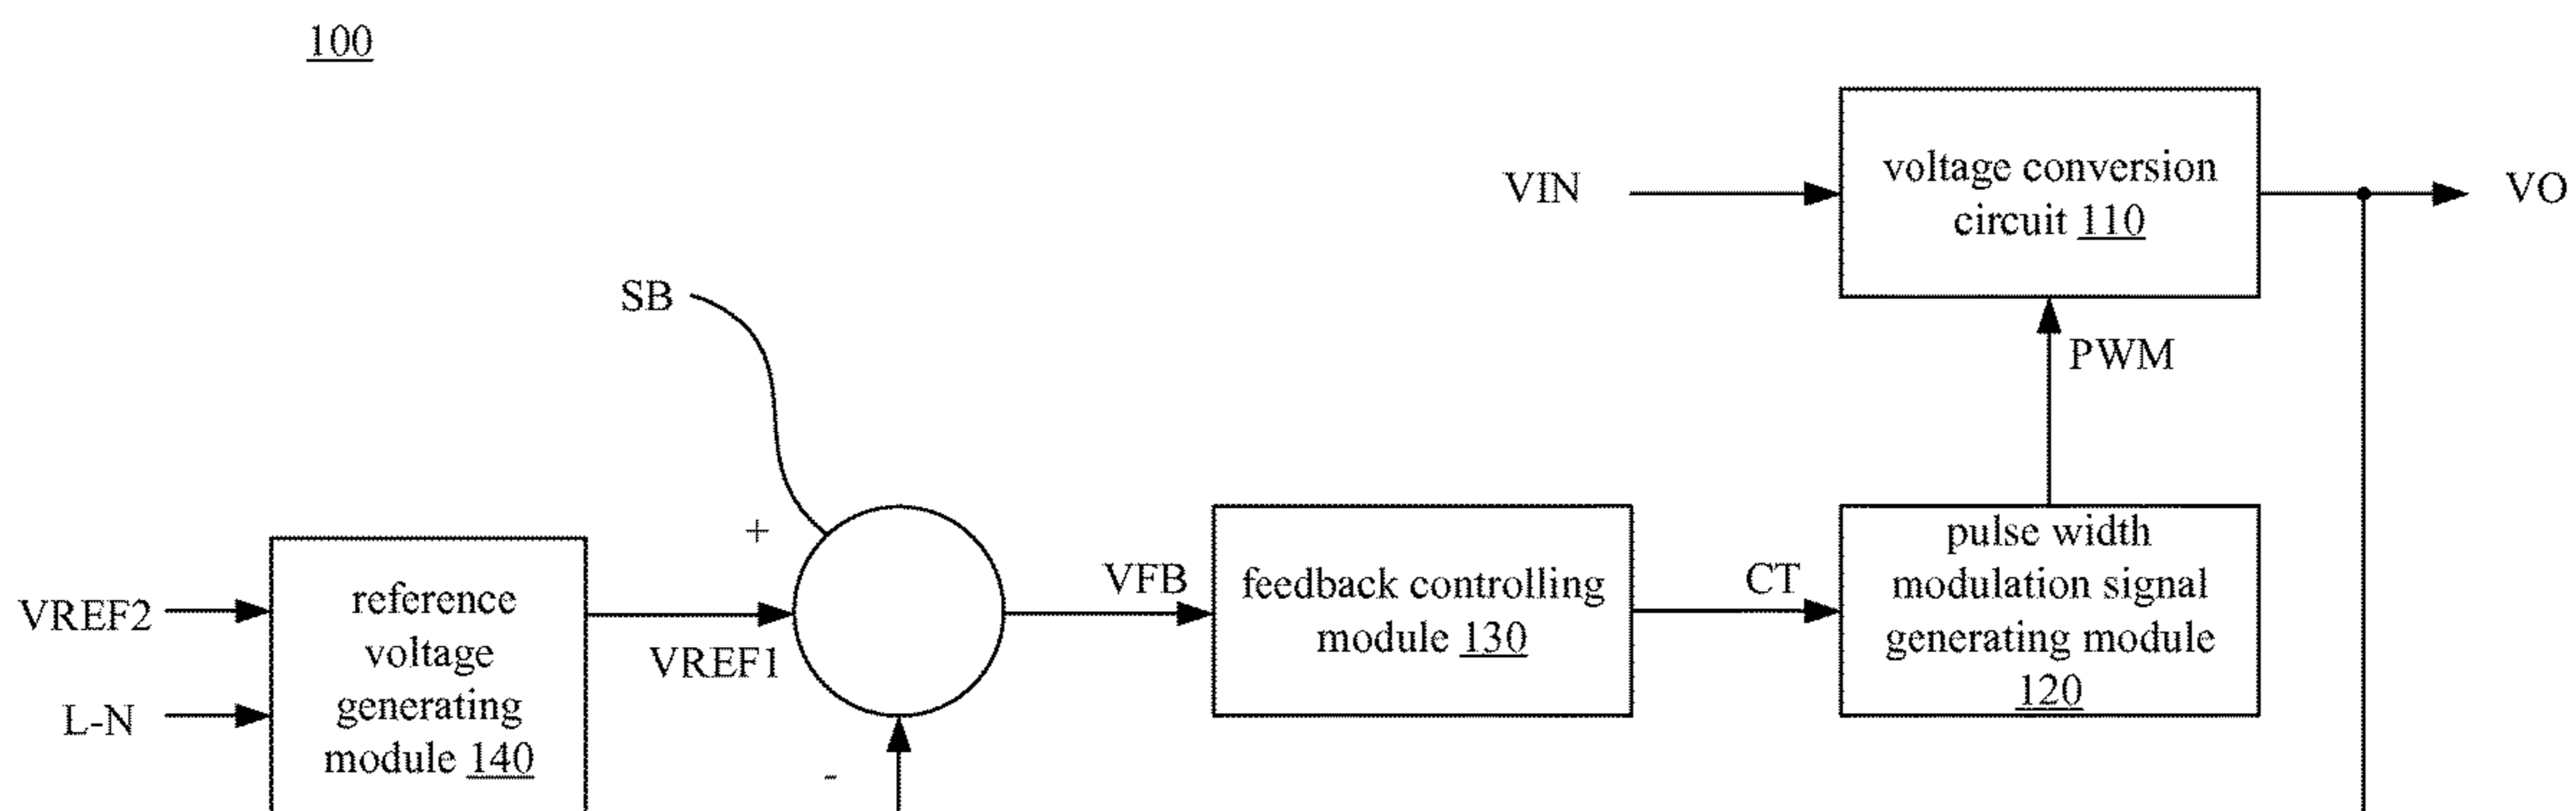 100
voltage conversion
circuit 110
VIN
VO
SB
PWM
+
VREF2
L-N
reference
voltage
generating
module 140
VREF1
-
VFB
feedback controlling
module 130
CT
pulse width
modulation signal
generating module
120